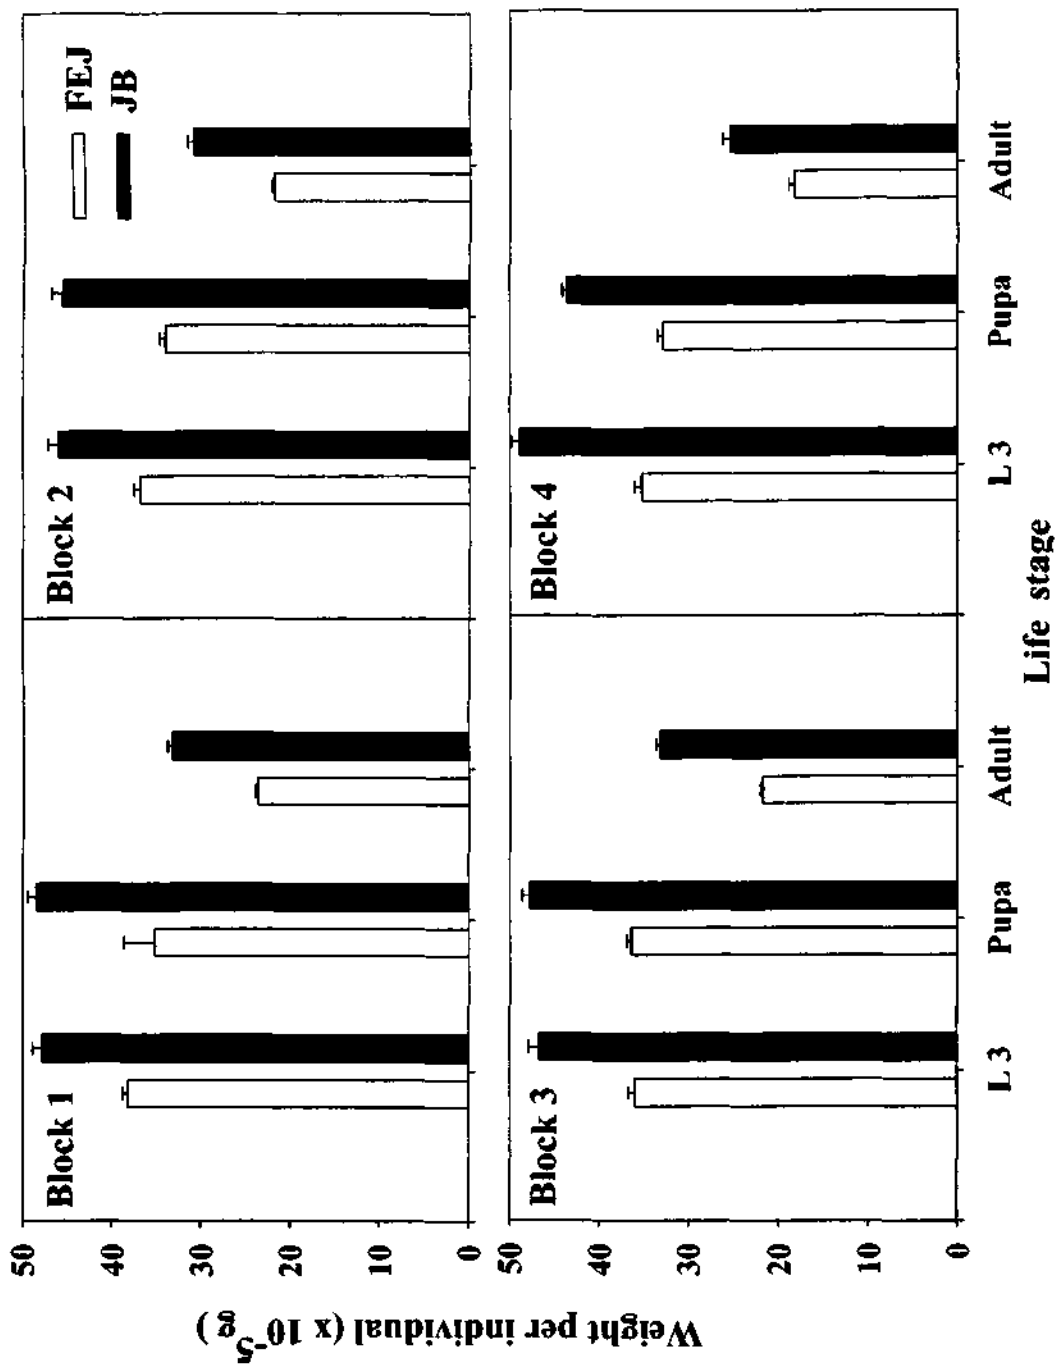 Block 1
Block 2
FEJ
JB
50
40
30
20
10
0
Block 3
Block 4
50
40
30
20
10
0
L 3
Pupa
Adult
L 3
Pupa
Adult
Life stage
Weight per individual (x 10⁻⁵g)